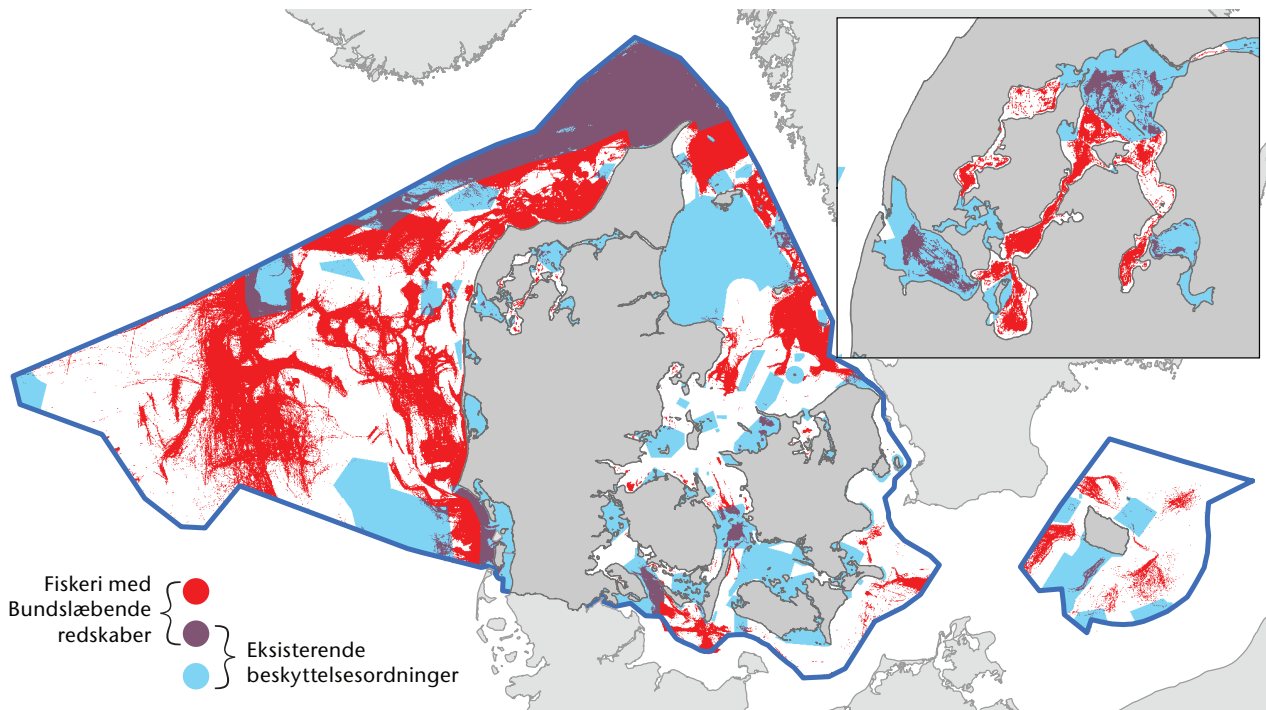 Fiskeri med
Bundslæbende
redskaber
Eksisterende
beskyttelsesordninger